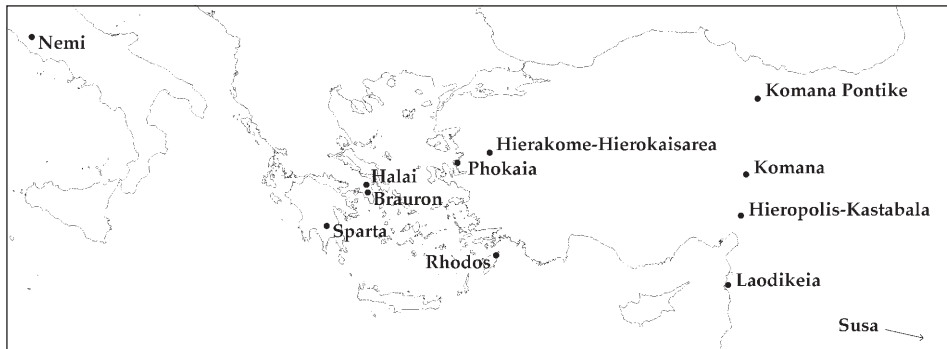 Nemi
Komana Pontike
Hierakome-Hierokaisarea
Phokaia
Komana
Halai
Brauron
Hieropolis-Kastabala
Sparta
Rhodos
Laodikeia
Susa